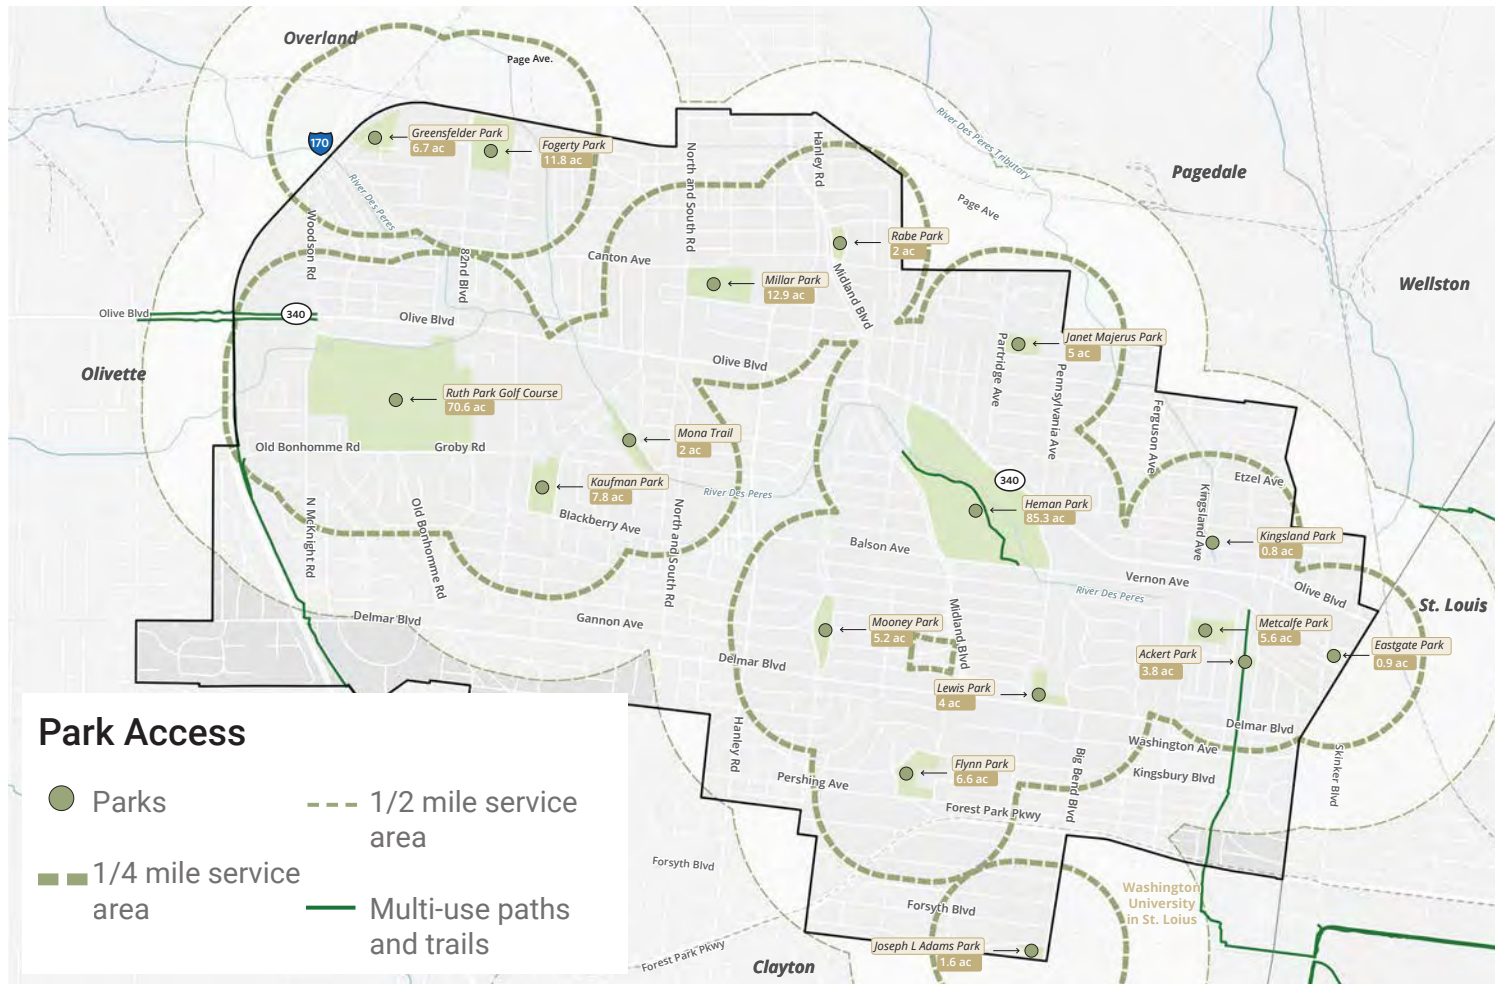 Overland
Page Ave.
170
Greensfelder Park
6.7 ac
Fogerty Park
11.8 ac
River Des Peres Tributary
Pagedale
Hanley Rd
North and South Rd
River Des Peres
Page Ave
Woodson Rd
82nd Blvd
Canton Ave
Rabe Park
2 ac
Millar Park
12.9 ac
Midland Blvd
Wellston
Olive Blvd
340
Olive Blvd
Olive Blvd
Janet Majerus Park
5 ac
Partridge Ave
Pennsylvania Ave
Olivette
Ruth Park Golf Course
70.6 ac
Ferguson Ave
Mona Trail
2 ac
Old Bonhomme Rd
Groby Rd
Kaufman Park
7.8 ac
River Des Peres
340
Heman Park
85.3 ac
Etzel Ave
Kingsland Ave
Kingsland Park
0.8 ac
N McKnight Rd
Old Bonhomme Rd
Blackberry Ave
North and South Rd
Balson Ave
Vernon Ave
River Des Peres
Olive Blvd
St. Louis
Delmar Blvd
Gannon Ave
Mooney Park
5.2 ac
Midland Blvd
Metcalfe Park
5.6 ac
Ackert Park
3.8 ac
Eastgate Park
0.9 ac
Delmar Blvd
Lewis Park
4 ac
Delmar Blvd
Washington Ave
Kingsbury Blvd
Skinker Blvd
Hanley Rd
Pershing Ave
Flynn Park
6.6 ac
Big Bend Blvd
Forest Park Pkwy
Forsyth Blvd
Washington
University
in St. Loius
Forsyth Blvd
Joseph L Adams Park
1.6 ac
Forest Park Pkwy
Clayton
Park Access
Parks
1/2 mile service
area
1/4 mile service
area
Multi-use paths
and trails